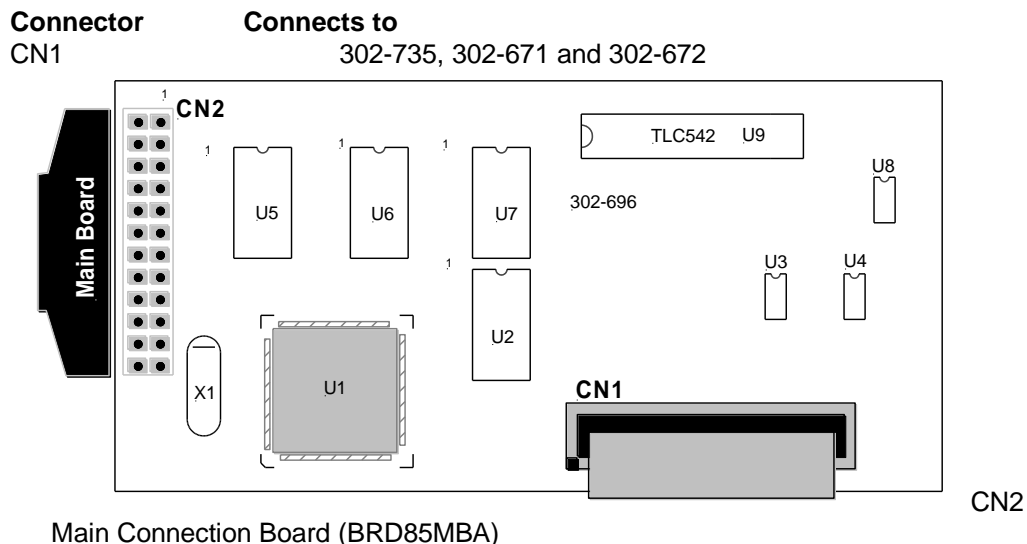 Connector Connects to
CN1 302-735, 302-671 and 302-672
1
CN2
1
1
1
TLC542 U9
U8
Main Board
U5
U6
U7
302-696
1
U3
U4
U2
X1
U1
CN1
CN2
Main Connection Board (BRD85MBA)